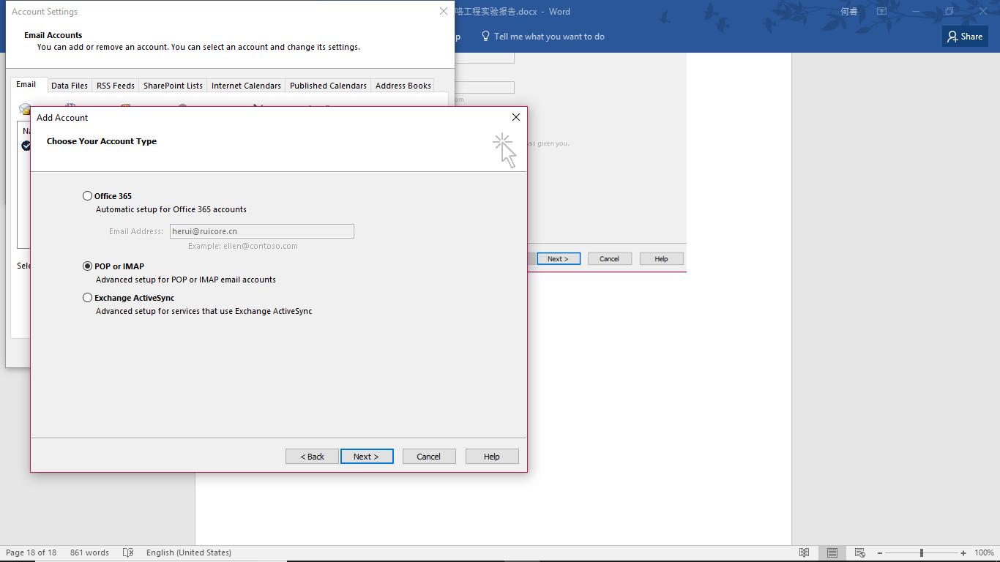 Account Settings
咯工程实验报告.docx - Word
何睿
Email Accounts
You can add or remove an account. You can select an account and change its settings.
Tell me what you want to do
Share
Email
Data Files
RSS Feeds
SharePoint Lists
Internet Calendars
Published Calendars
Address Books
Add Account
Choose Your Account Type
as given you.
Office 365
Automatic setup for Office 365 accounts
Email Address:
herui@ruicore.cn
Example: ellen@contoso.com
POP or IMAP
Advanced setup for POP or IMAP email accounts
Exchange ActiveSync
Advanced setup for services that use Exchange ActiveSync
Next >
Cancel
Help
< Back
Next >
Cancel
Help
Page 18 of 18
861 words
English (United States)
100%